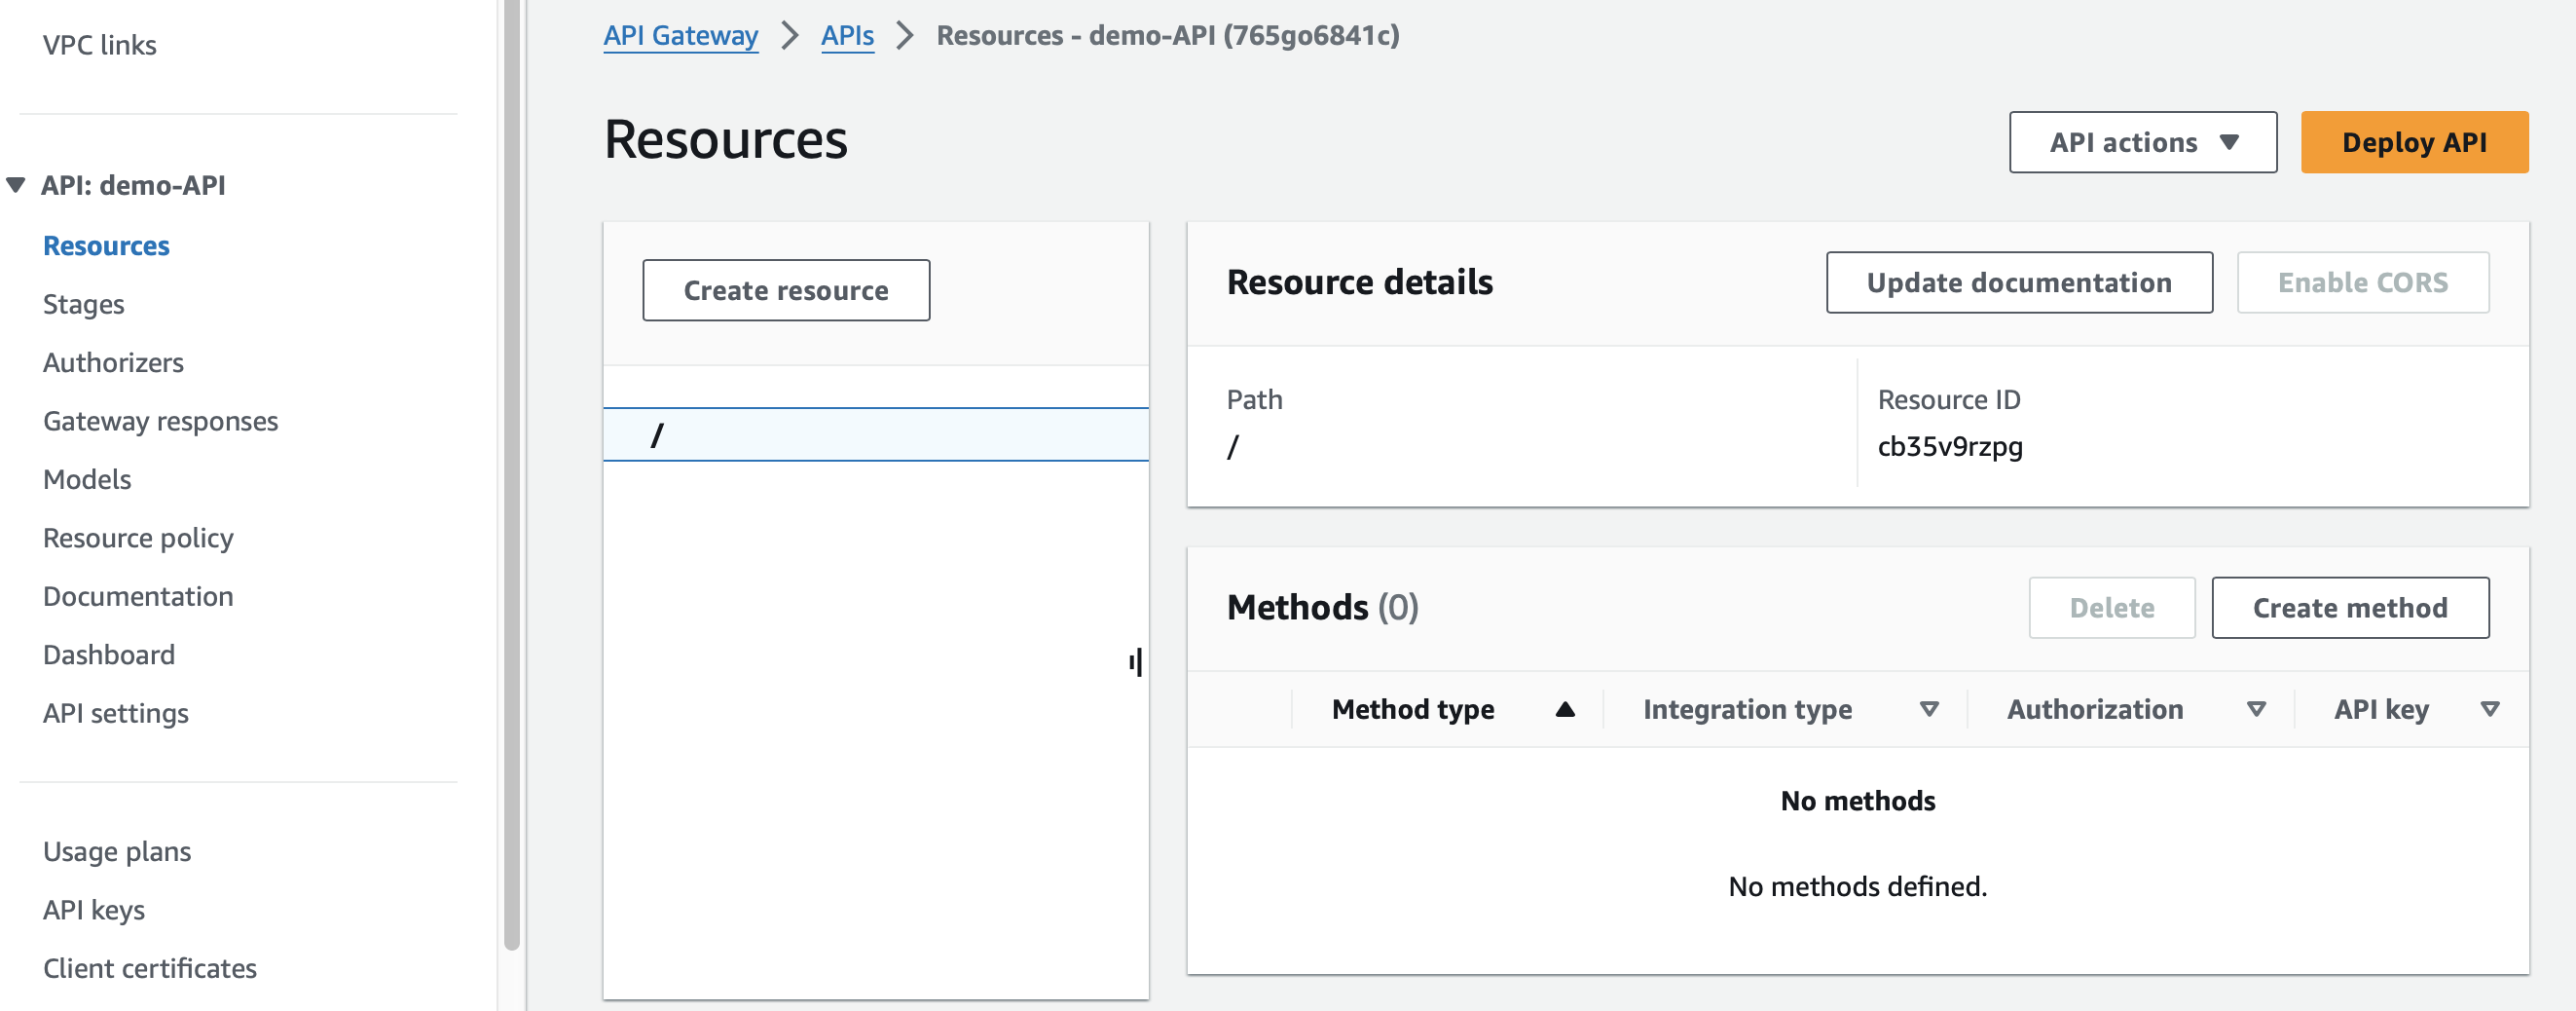 VPC links
API: demo-API
Resources
Stages
Authorizers
Gateway responses
Models
Resource policy
Documentation
Dashboard
API settings
Usage plans
API keys
Client certificates
API Gateway > APIs > Resources - demo-API (765go6841c)
Resources
API actions
Deploy API
Create resource
/
Resource details
Update documentation
Enable CORS
Path
/
Resource ID
cb35v9rzpg
Methods (0)
Delete
Create method
Method type
Integration type
Authorization
API key
No methods
No methods defined.